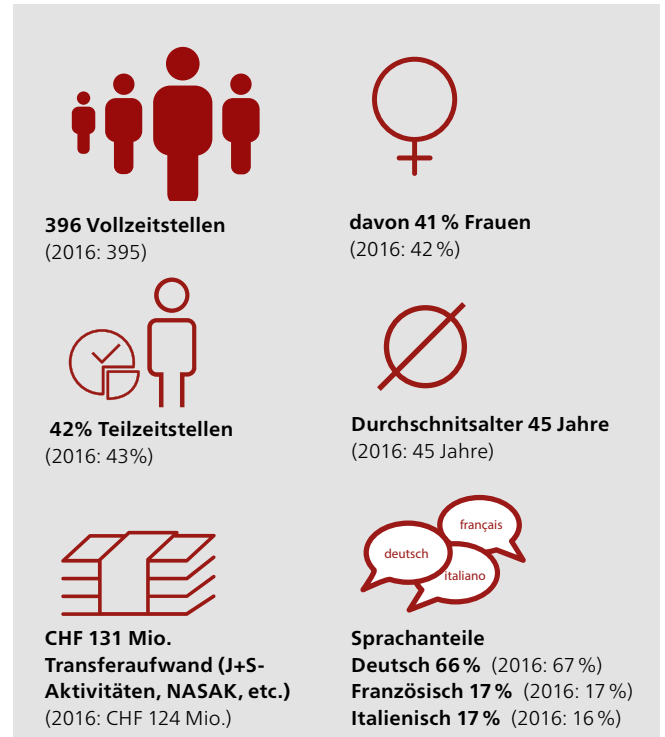 396 Vollzeitstellen
(2016: 395)
davon 41 % Frauen
(2016: 42 %)
42% Teilzeitstellen
(2016: 43%)
Durchschnitsalter 45 Jahre
(2016: 45 Jahre)
CHF 131 Mio.
Transferaufwand (J+S-
Aktivitäten, NASAK, etc.)
(2016: CHF 124 Mio.)
français
deutsch
italiano
Sprachanteile
Deutsch 66 % (2016: 67 %)
Französisch 17 % (2016: 17 %)
Italienisch 17 % (2016: 16 %)